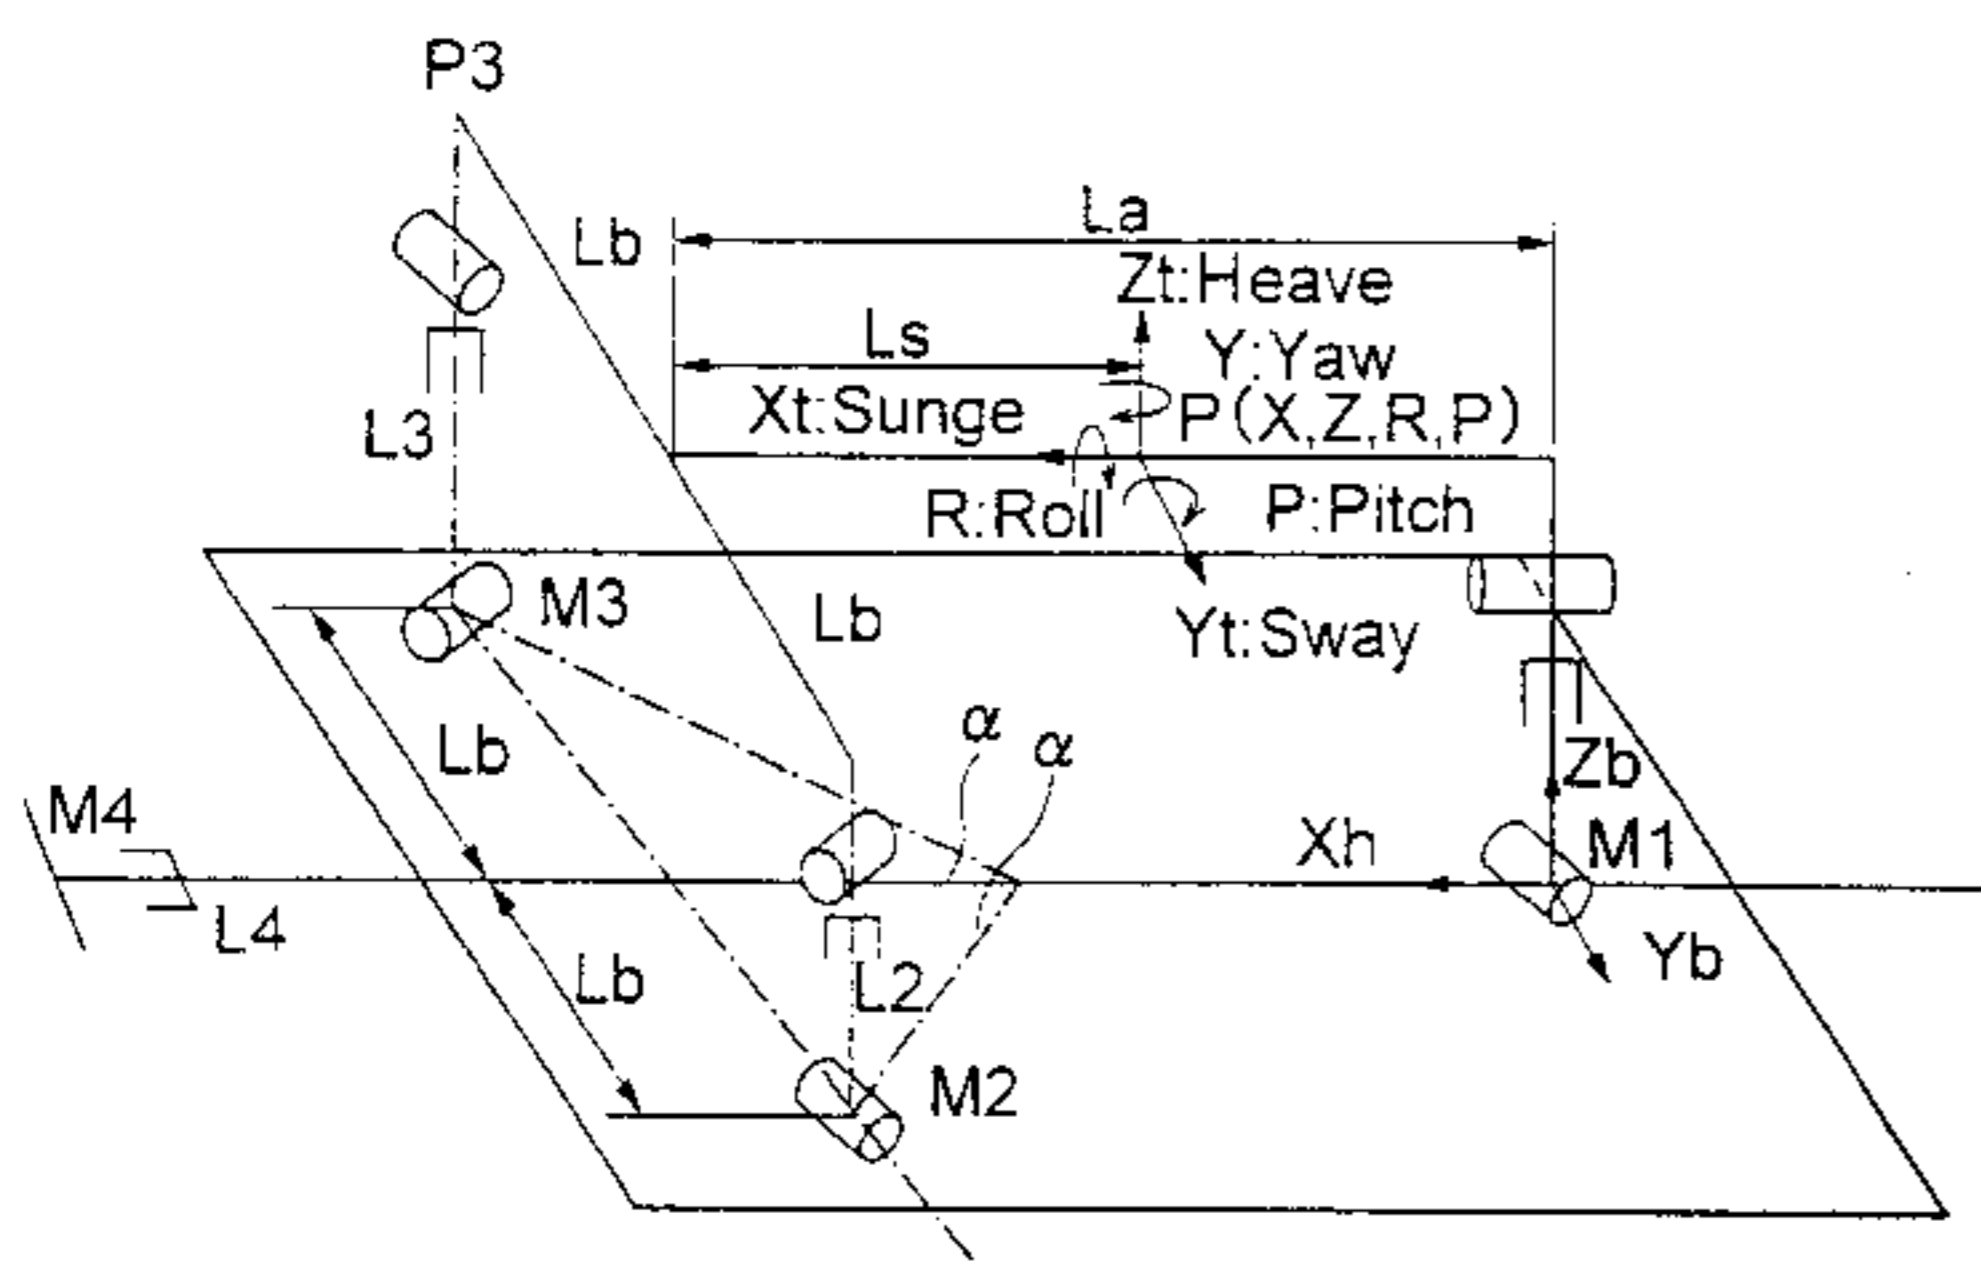 P3
Lb
La
Zt:Heave
Ls
Y:Yaw
Xt:Sunge
P(X,Z,R,P)
L3
R:Roll
P:Pitch
M3
Lb
Yt:Sway
Lb
α
α
Zb
M4
Xh
M1
L4
Lb
L2
Yb
M2